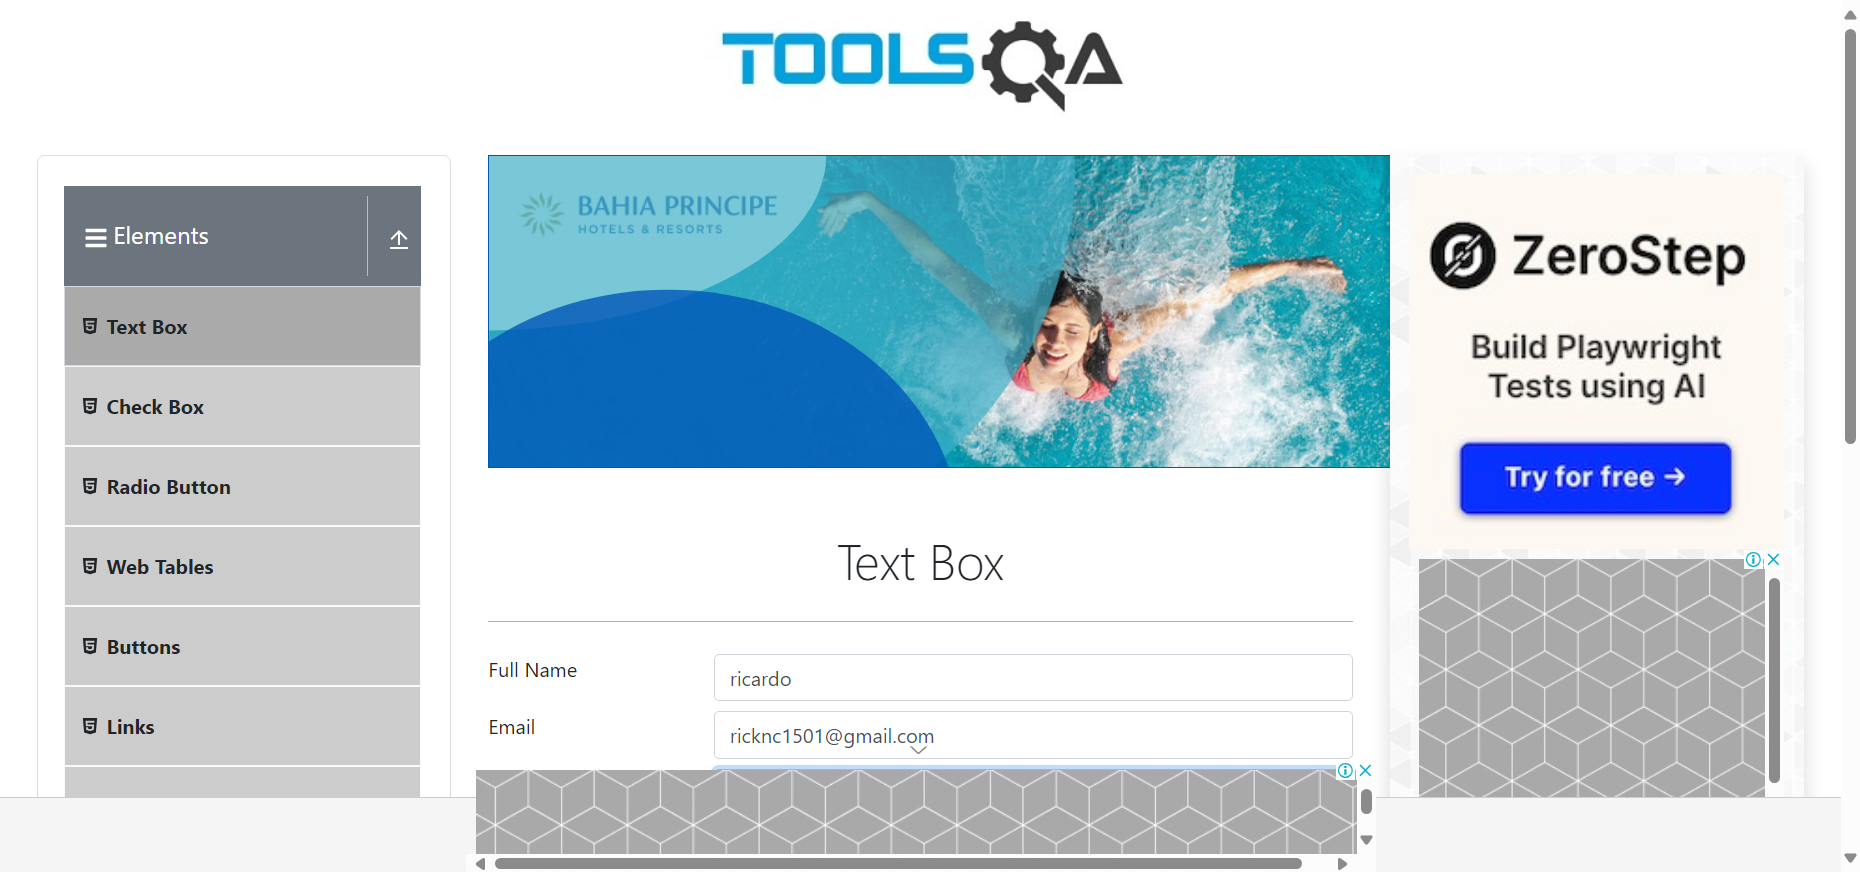 TOOLSQA
Elements
Text Box
Check Box
Radio Button
Web Tables
Buttons
Links
BAHIA PRINCIPE
HOTELS & RESORTS
Text Box
Full Name
ricardo
Email
ricknc1501@gmail.com
ZeroStep
Build Playwright
Tests using AI
Try for free →